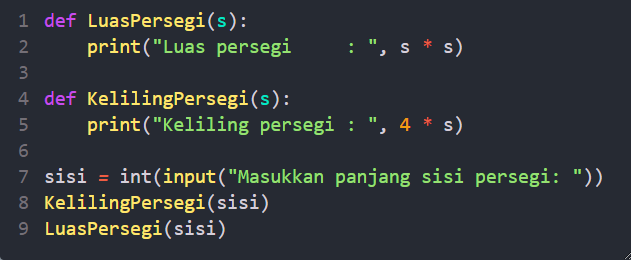 1 def LuasPersegi(s):
2     print("Luas persegi     : ", s * s)
3
4 def KelilingPersegi(s):
5     print("Keliling persegi : ", 4 * s)
6
7 sisi = int(input("Masukkan panjang sisi persegi: "))
8 KelilingPersegi(sisi)
9 LuasPersegi(sisi)